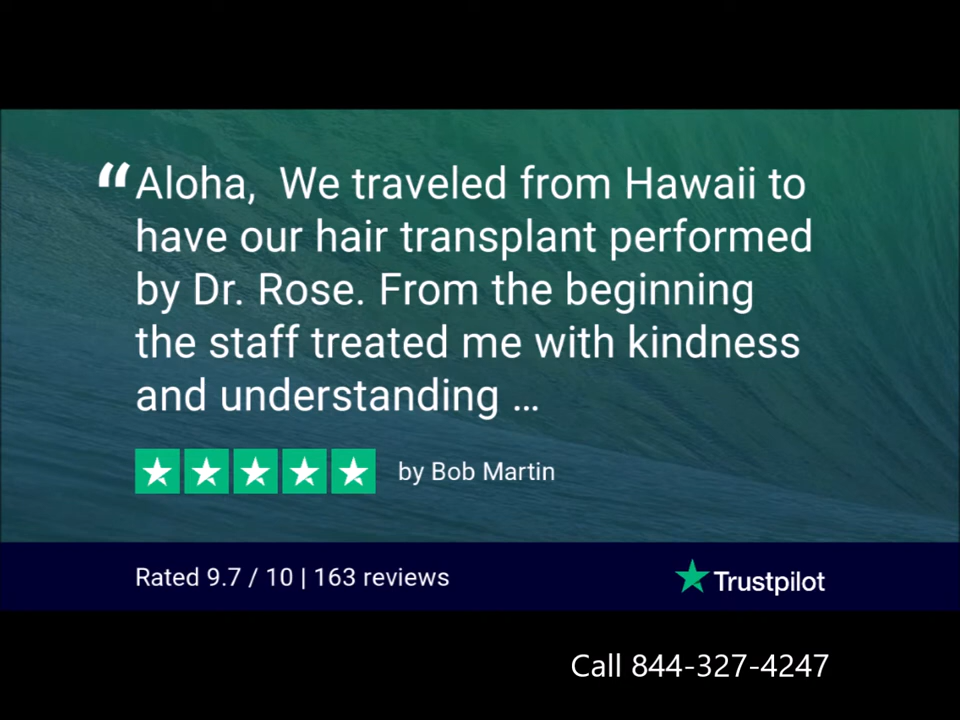 “Aloha,  We traveled from Hawaii to
have our hair transplant performed
by Dr. Rose. From the beginning
the staff treated me with kindness
and understanding ...
by Bob Martin
Rated 9.7 / 10 | 163 reviews
Trustpilot
Call 844-327-4247